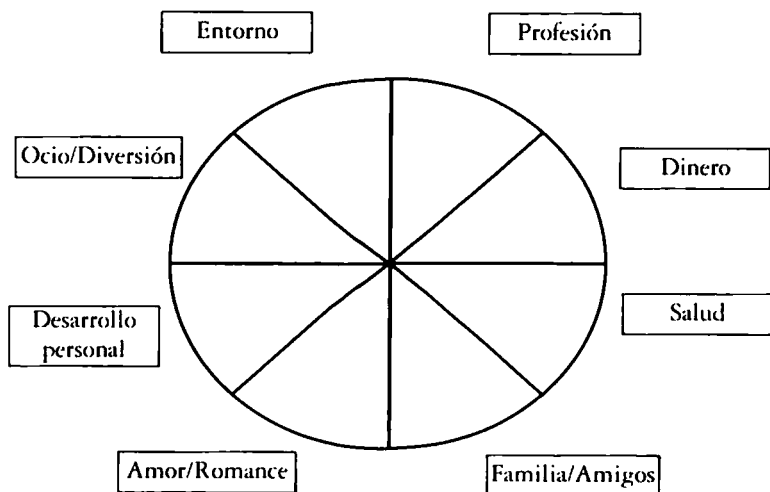 Entorno
Profesión
Ocio/Diversión
Dinero
Desarrollo
personal
Salud
Amor/Romance
Familia/Amigos